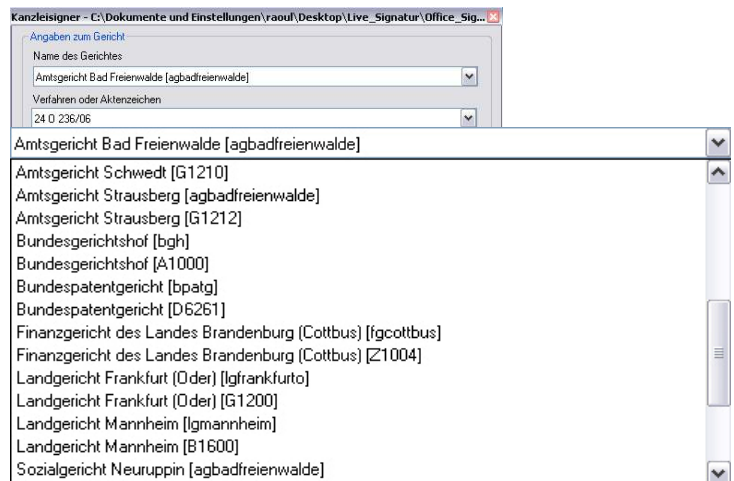 Kanzleisigner - C:\Dokumente und Einstellungen\raoul\Desktop\Live_Signatur\Office_Sig...
Angaben zum Gericht
Name des Gerichtes
Amtsgericht Bad Freienwalde [agbadfreienwalde]
Verfahren oder Aktenzeichen
24 O 236/06
Amtsgericht Bad Freienwalde [agbadfreienwalde]
Amtsgericht Schwedt [G1210]
Amtsgericht Strausberg [agbadfreienwalde]
Amtsgericht Strausberg [G1212]
Bundesgerichtshof [bgh]
Bundesgerichtshof [A1000]
Bundespatentgericht [bpatg]
Bundespatentgericht [D6261]
Finanzgericht des Landes Brandenburg (Cottbus) [fgcottbus]
Finanzgericht des Landes Brandenburg (Cottbus) [Z1004]
Landgericht Frankfurt (Oder) [lgfrankfurto]
Landgericht Frankfurt (Oder) [G1200]
Landgericht Mannheim [lgmannheim]
Landgericht Mannheim [B1600]
Sozialgericht Neuruppin [agbadfreienwalde]